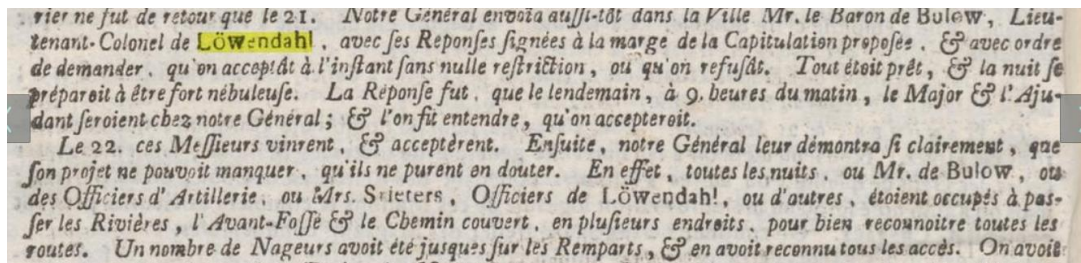 rier ne fut de retour que le 21. Notre Général envoïa auſſi-tôt dans la Ville Mr. le Baron de Bulow, Lieu-
tenant-Colonel de Löwendahl, avec ſes Reponſes ſignées à la marge de la Capitulation propoſée, & avec ordre
de demander, qu'on acceptât à l'inſtant ſans nulle reſtriction, ou qu'on refuſât. Tout étoit prêt, & la nuit ſe
préparoit à être fort nébuleuſe. La Réponſe fut, que le lendemain, à 9. heures du matin, le Major & l'Aju-
dant ſeroient chez notre Général; & l'on fit entendre, qu'on accepteroit.
Le 22. ces Meſſieurs vinrent, & acceptèrent. Enſuite, notre Général leur démontra ſi clairement, que
ſon projet ne pouvoit manquer, qu'ils ne purent en douter. En effet, toutes les nuits, ou Mr. de Bulow, ou
des Officiers d'Artillerie, ou Mrs. Srieters, Officiers de Löwendahl, ou d'autres, étoient occupés à paſ-
ſer les Rivières, l'Avant-Foſſé & le Chemin couvert, en pluſieurs endroits, pour bien reconnoitre toutes les
routes. Un nombre de Nageurs avoit été juſques ſur les Remparts, & en avoit reconnu tous les accès. On avoit